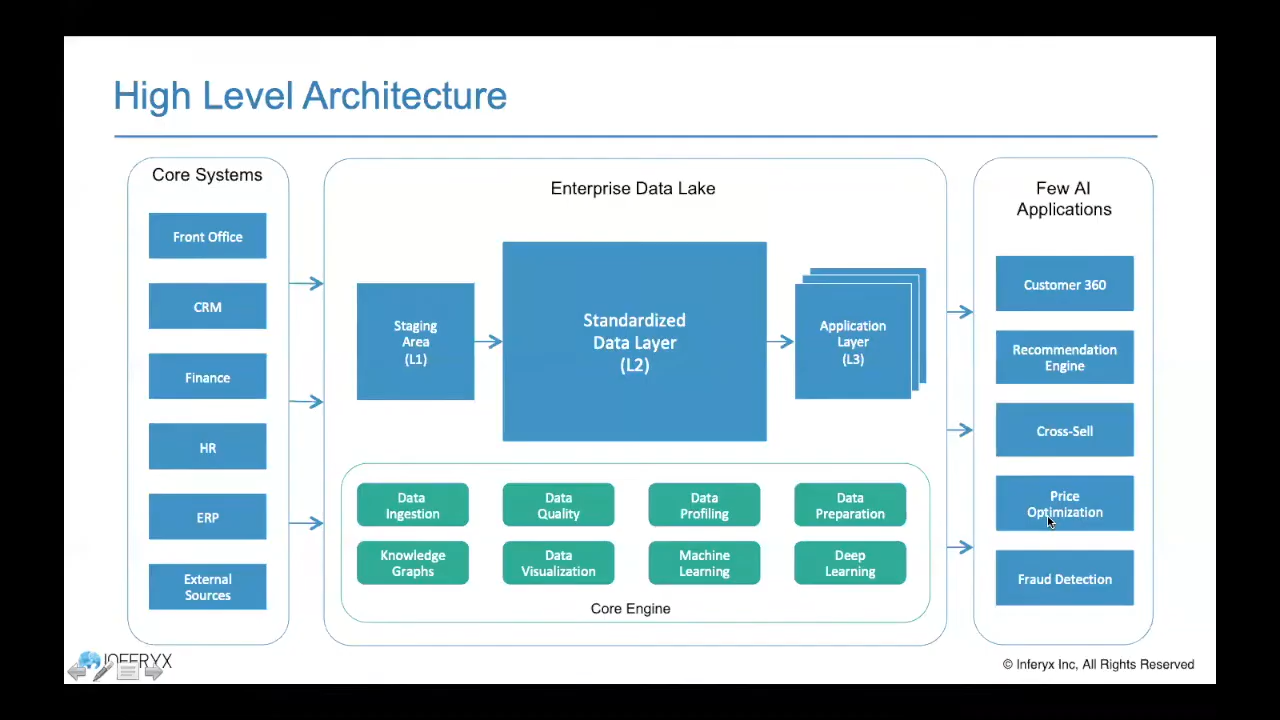 High Level Architecture
Core Systems
Front Office
CRM
Finance
HR
ERP
External
Sources
Enterprise Data Lake
Staging
Area
(L1)
Standardized
Data Layer
(L2)
Application
Layer
(L3)
Data
Ingestion
Data
Quality
Data
Profiling
Data
Preparation
Knowledge
Graphs
Data
Visualization
Machine
Learning
Deep
Learning
Core Engine
Few AI
Applications
Customer 360
Recommendation
Engine
Cross-Sell
Price
Optimization
Fraud Detection
© Inferyx Inc, All Rights Reserved